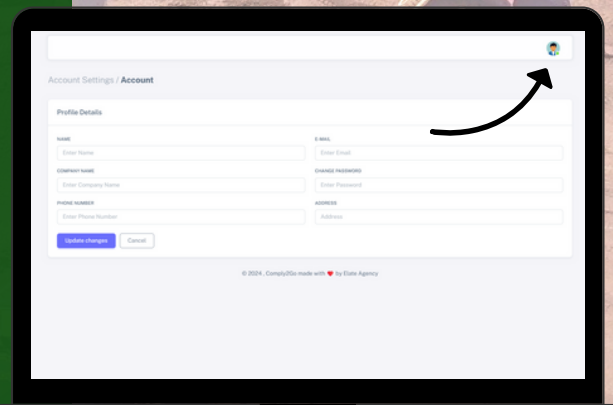 Account Settings / Account
Profile Details
NAME
Enter Name
E-MAIL
Enter Email
COMPANY NAME
Enter Company Name
CHANGE PASSWORD
Enter Password
PHONE NUMBER
Enter Phone Number
ADDRESS
Address
Update changes
Cancel
© 2024 , Comply2Go made with ❤ by Elate Agency